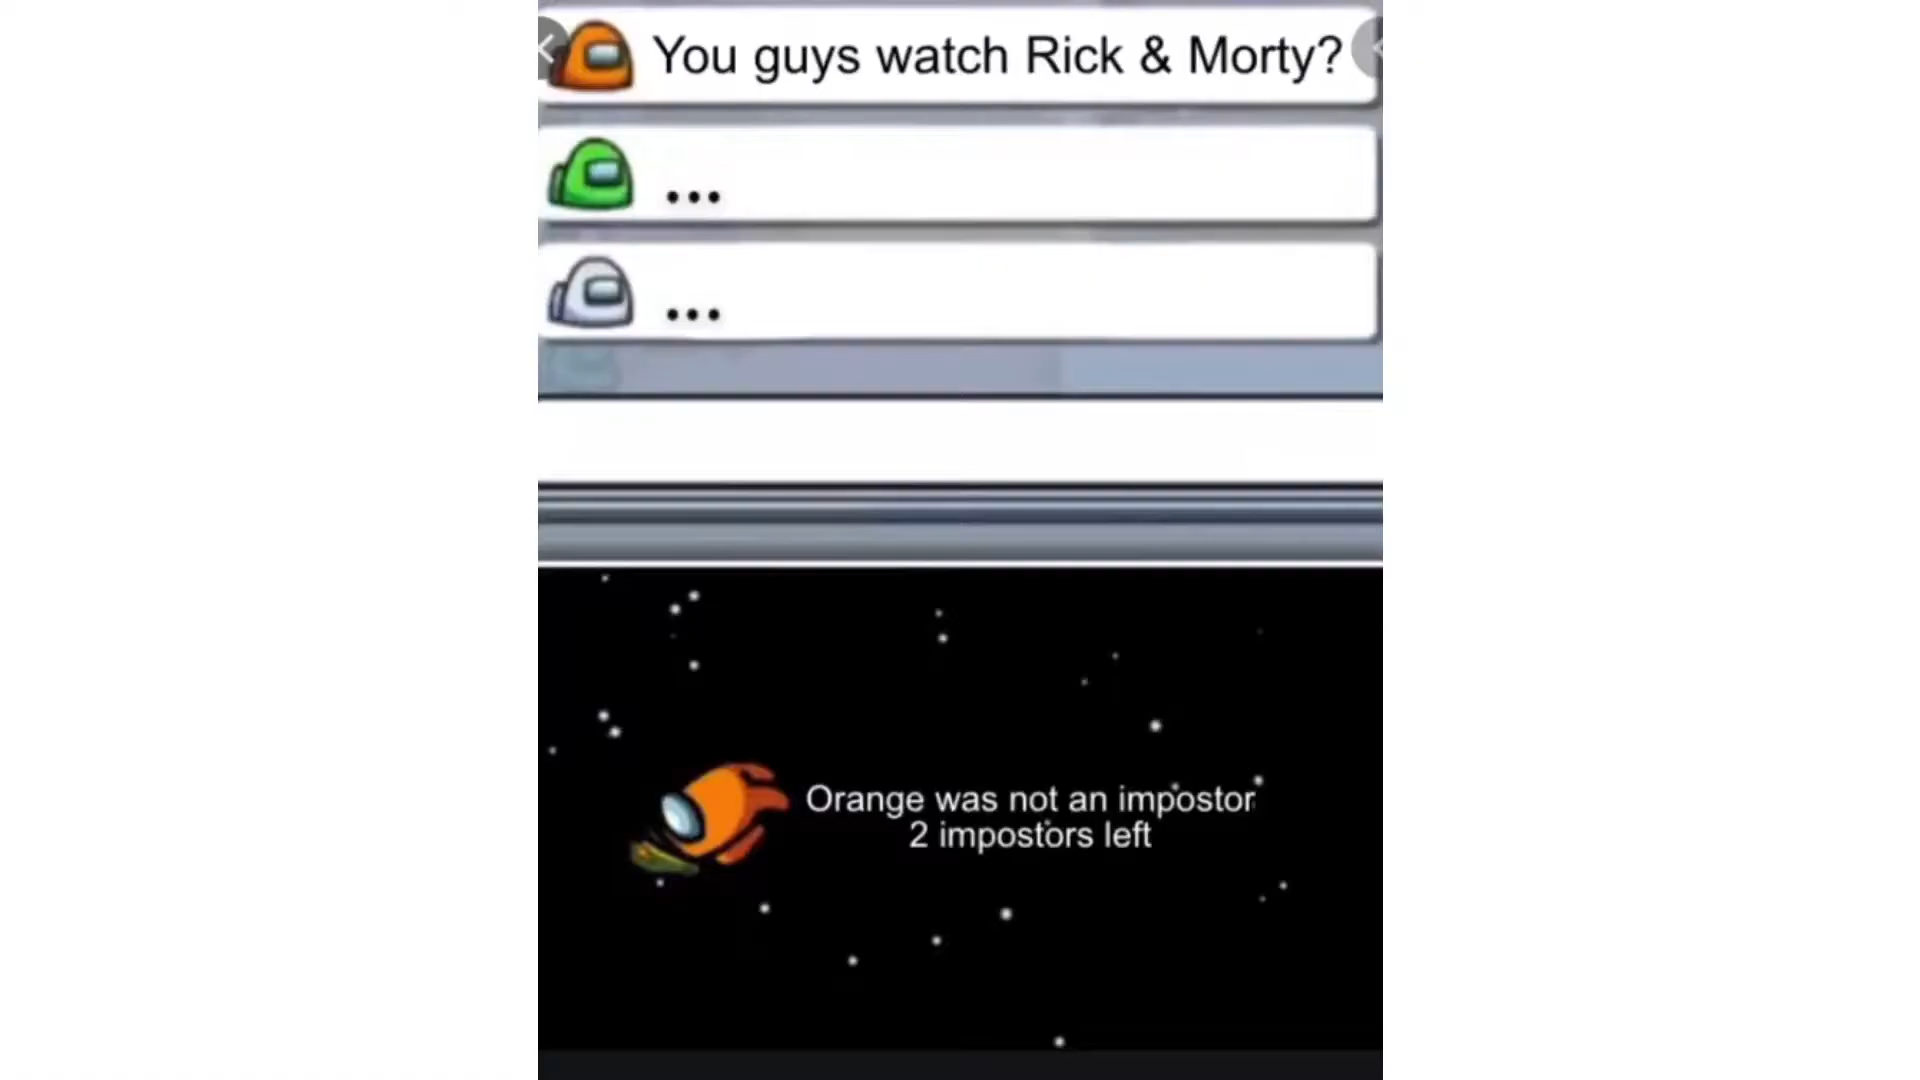 You guys watch Rick & Morty?
...
...
Orange was not an impostor
2 impostors left